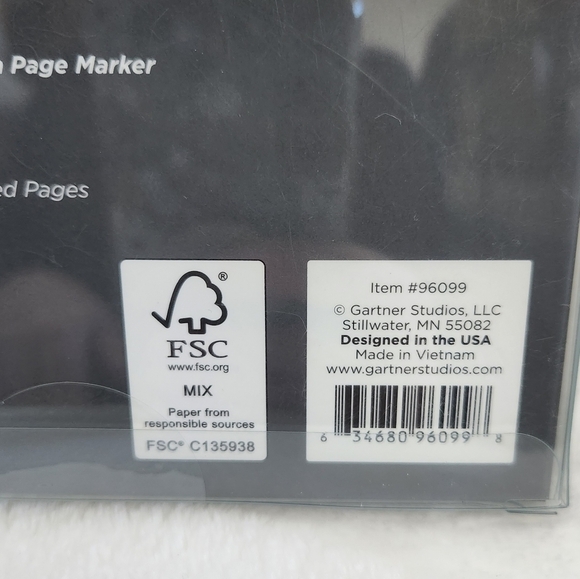 Page Marker
Pages
®
FSC
www.fsc.org
MIX
Paper from
responsible sources
FSC® C135938
Item #96099
© Gartner Studios, LLC
Stillwater, MN 55082
Designed in the USA
Made in Vietnam
www.gartnerstudios.com
6 34680 96099 8